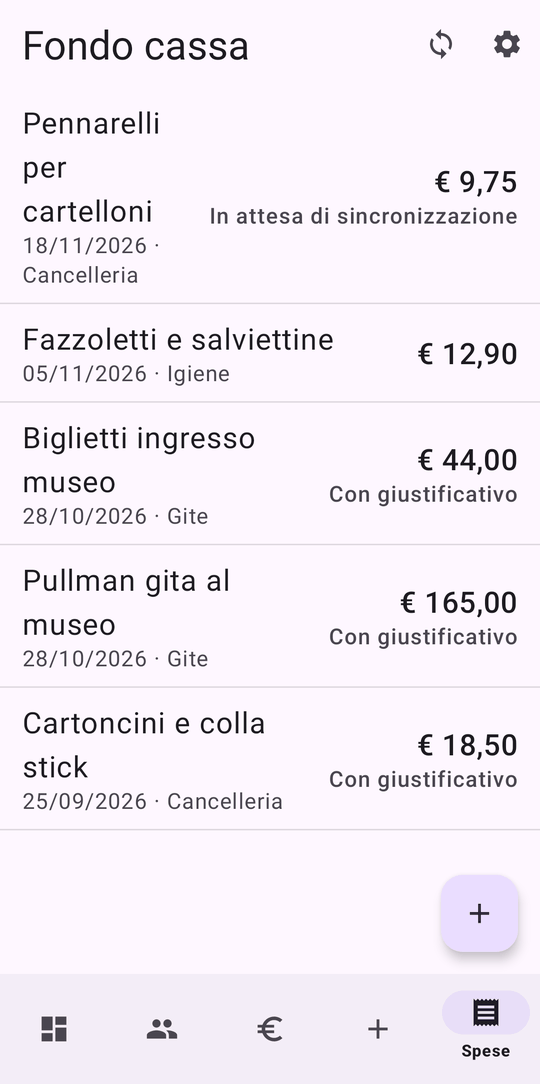 Fondo cassa
Pennarelli
per
cartelloni
18/11/2026 ·
Cancelleria
€ 9,75
In attesa di sincronizzazione
Fazzoletti e salviettine
05/11/2026 · Igiene
€ 12,90
Biglietti ingresso
museo
28/10/2026 · Gite
€ 44,00
Con giustificativo
Pullman gita al
museo
28/10/2026 · Gite
€ 165,00
Con giustificativo
Cartoncini e colla
stick
25/09/2026 · Cancelleria
€ 18,50
Con giustificativo
Spese